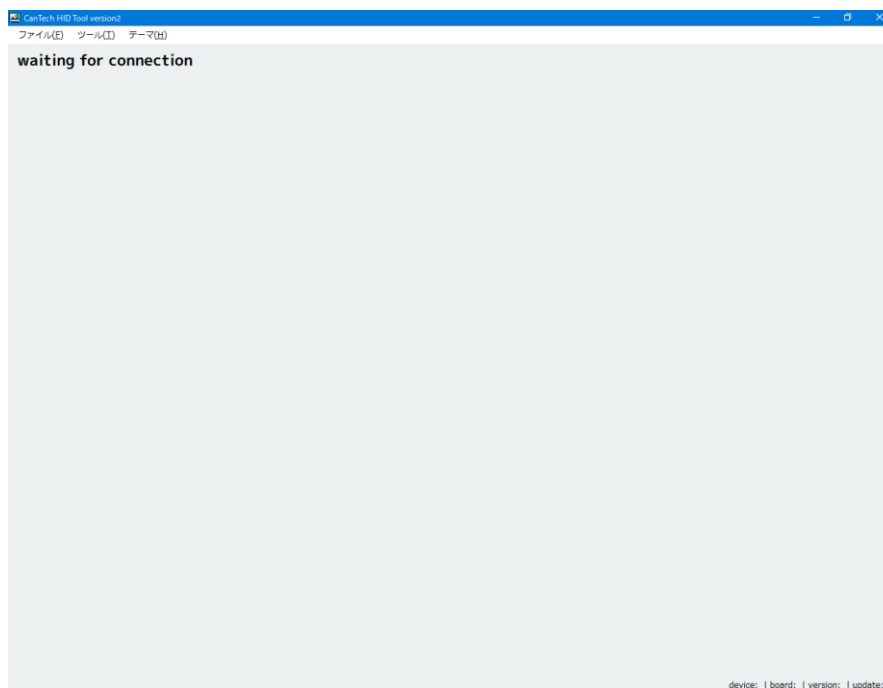 CanTech HID Tool version2
ファイル(F) ツール(T) テーマ(H)
waiting for connection
device: | board: | version: | update: